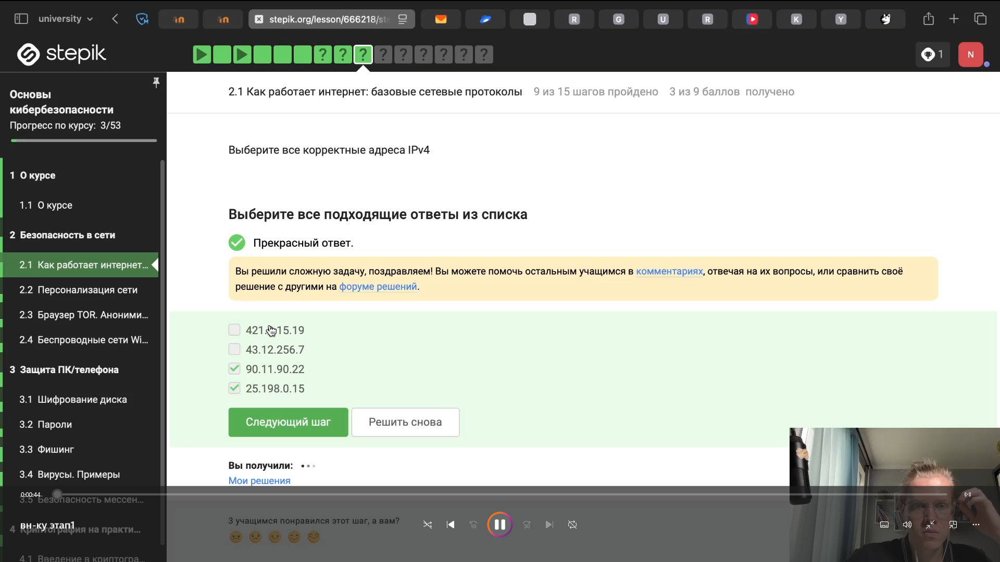 university
stepik.org/lesson/666218/st
R
G
U
R
K
Y
stepik
? ? ? ? ? ? ? ? ?
1
N
Основы
кибербезопасности
Прогресс по курсу: 3/53
1 О курсе
1.1 О курсе
2 Безопасность в сети
2.1 Как работает интернет...
2.2 Персонализация сети
2.3 Браузер TOR. Аноними...
2.4 Беспроводные сети Wi...
3 Защита ПК/телефона
3.1 Шифрование диска
3.2 Пароли
3.3 Фишинг
3.4 Вирусы. Примеры
3.5 Безопасность мессен...
4 Криптография на практи...
4.1 Введение в криптогра...
2.1 Как работает интернет: базовые сетевые протоколы 9 из 15 шагов пройдено 3 из 9 баллов получено
Выберите все корректные адреса IPv4
Выберите все подходящие ответы из списка
Прекрасный ответ.
Вы решили сложную задачу, поздравляем! Вы можете помочь остальным учащимся в комментариях, отвечая на их вопросы, или сравнить своё
решение с другими на форуме решений.
421. 15.19
43.12.256.7
90.11.90.22
25.198.0.15
Следующий шаг Решить снова
Вы получили:
Мои решения
0:00:44
3 учащимся понравился этот шаг, а вам?
вн-ку этап1
10
30